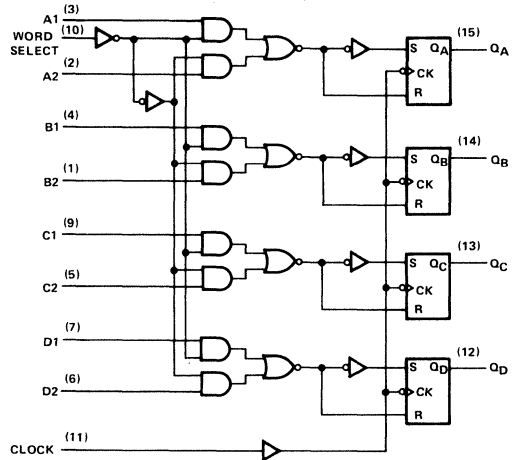 A1 (3)
WORD SELECT (10)
A2 (2)
S QA (15) QA
CK
R
B1 (4)
B2 (1)
S QB (14) QB
CK
R
C1 (9)
C2 (5)
S QC (13) QC
CK
R
D1 (7)
D2 (6)
S QD (12) QD
CK
R
CLOCK (11)